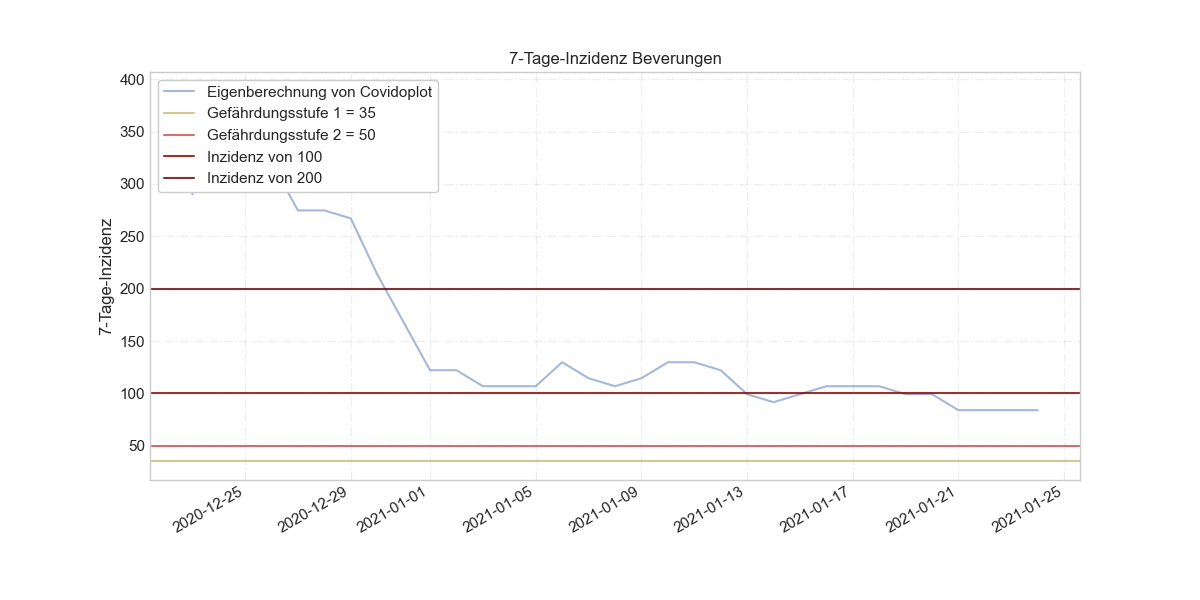 7-Tage-Inzidenz Beverungen
7-Tage-Inzidenz
400
350
300
250
200
150
100
50
Eigenberechnung von Covidoplot
Gefährdungsstufe 1 = 35
Gefährdungsstufe 2 = 50
Inzidenz von 100
Inzidenz von 200
2020-12-25
2020-12-29
2021-01-01
2021-01-05
2021-01-09
2021-01-13
2021-01-17
2021-01-21
2021-01-25